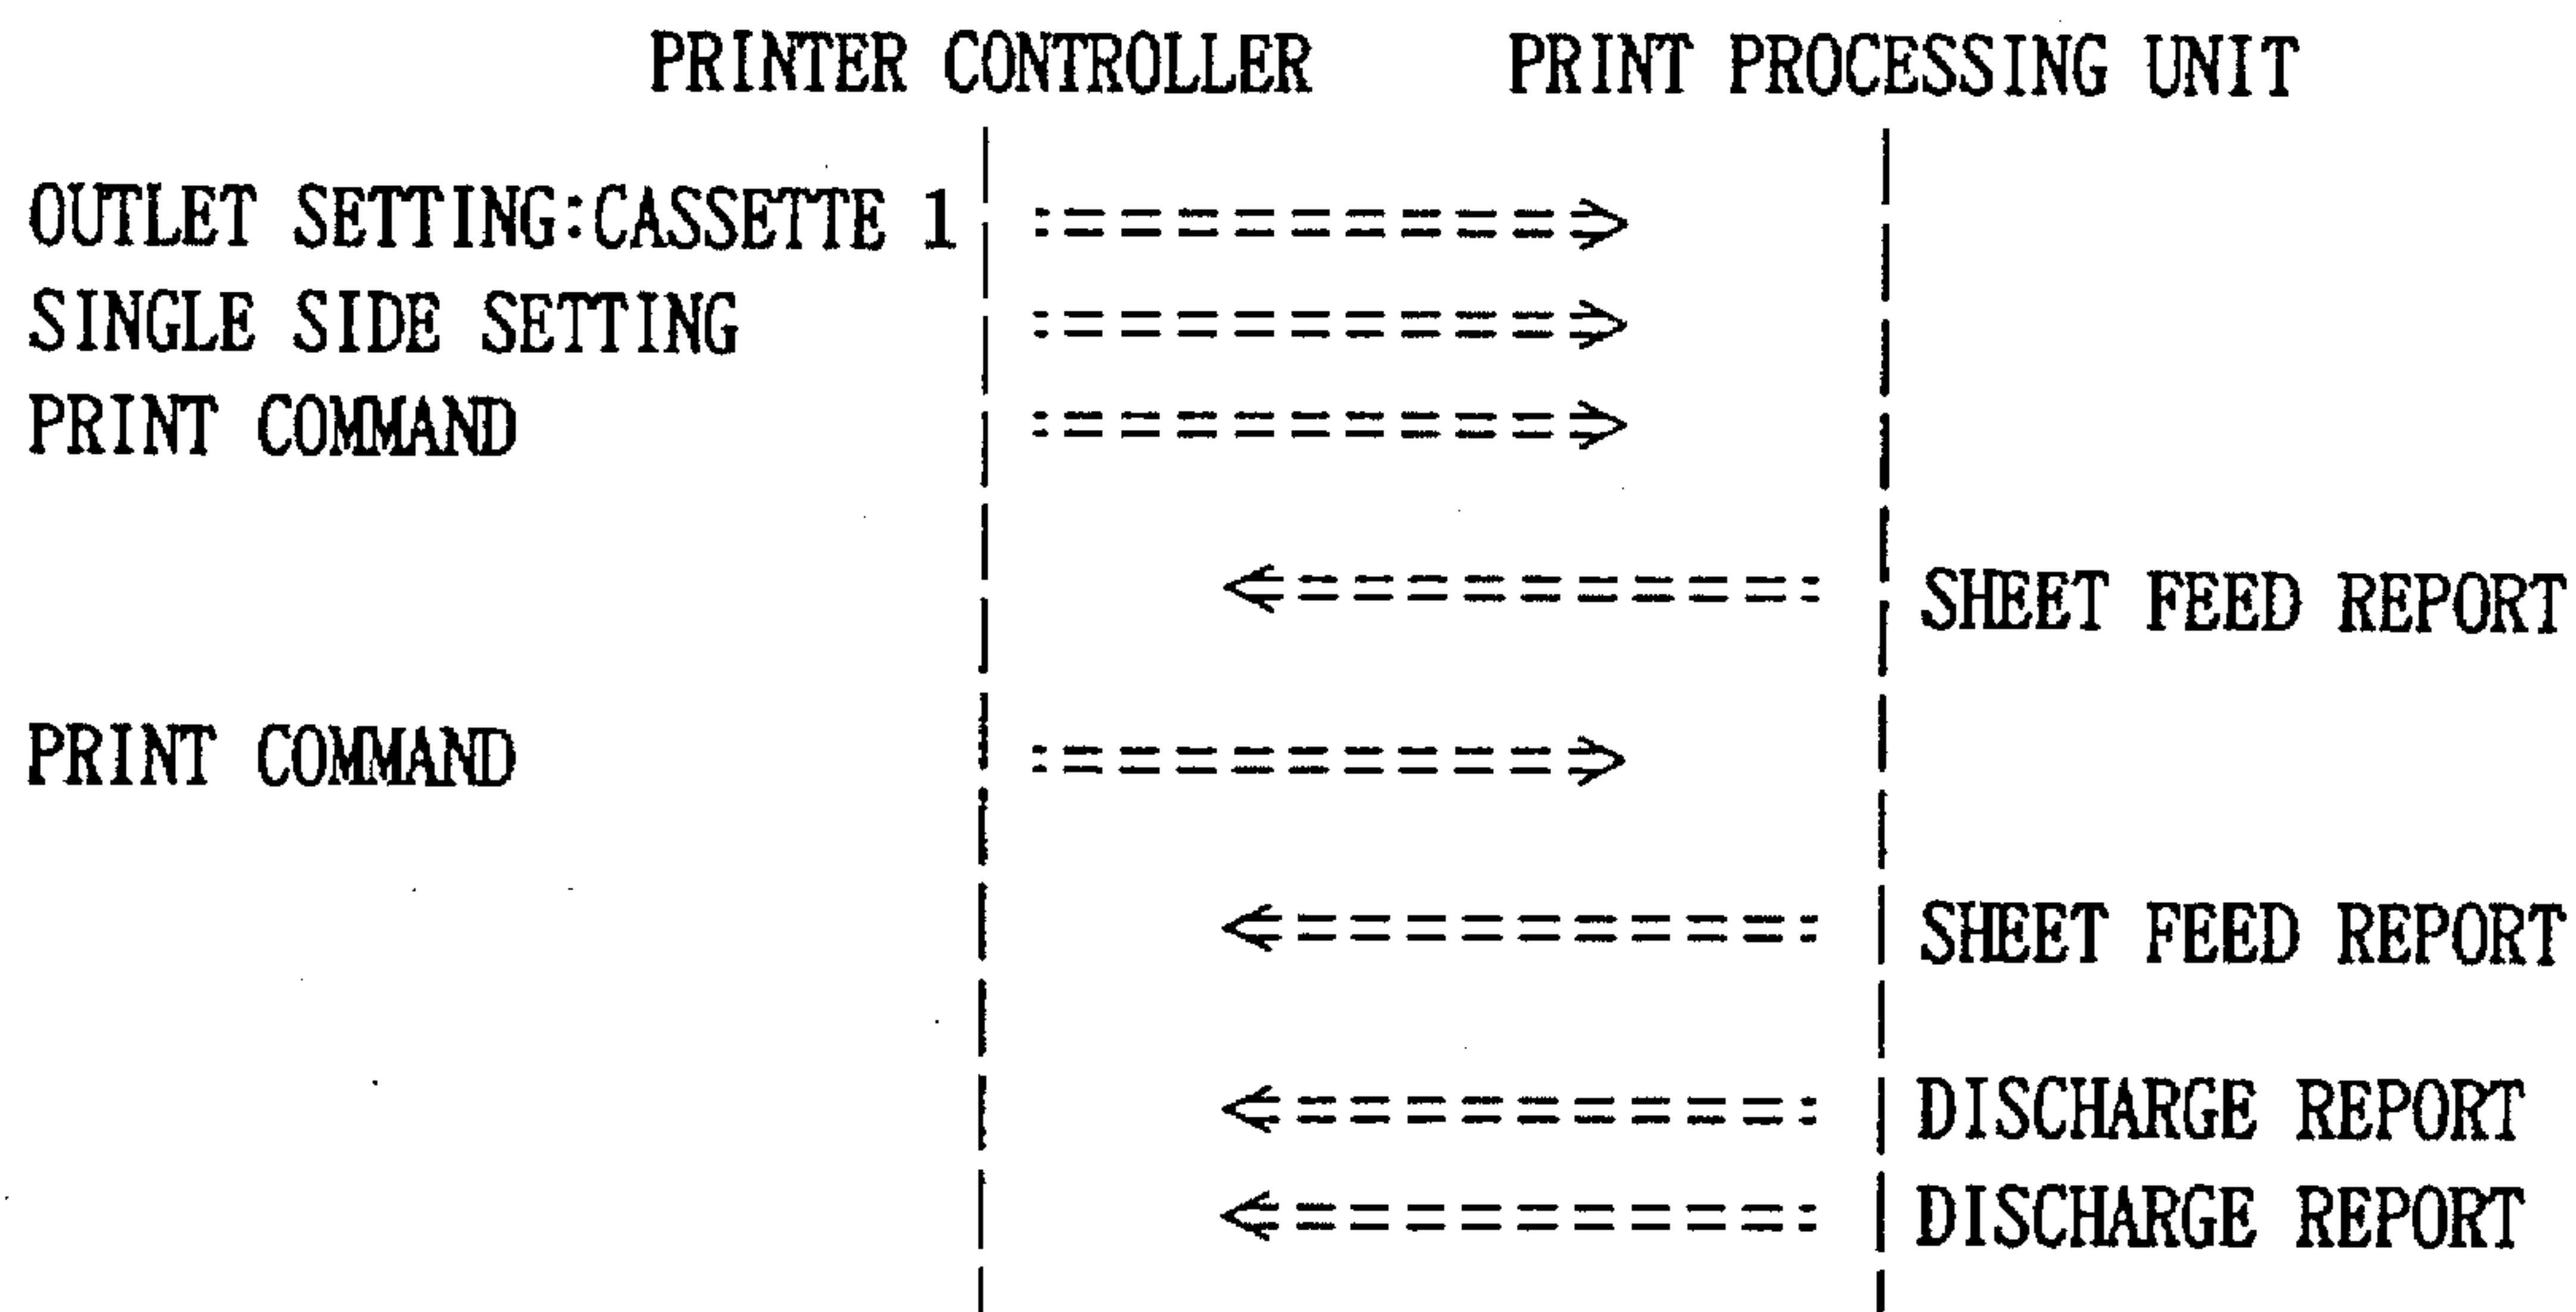 PRINTER CONTROLLER PRINT PROCESSING UNIT
OUTLET SETTING:CASSETTE 1
SINGLE SIDE SETTING
PRINT COMMAND
SHEET FEED REPORT
PRINT COMMAND
SHEET FEED REPORT
DISCHARGE REPORT
DISCHARGE REPORT